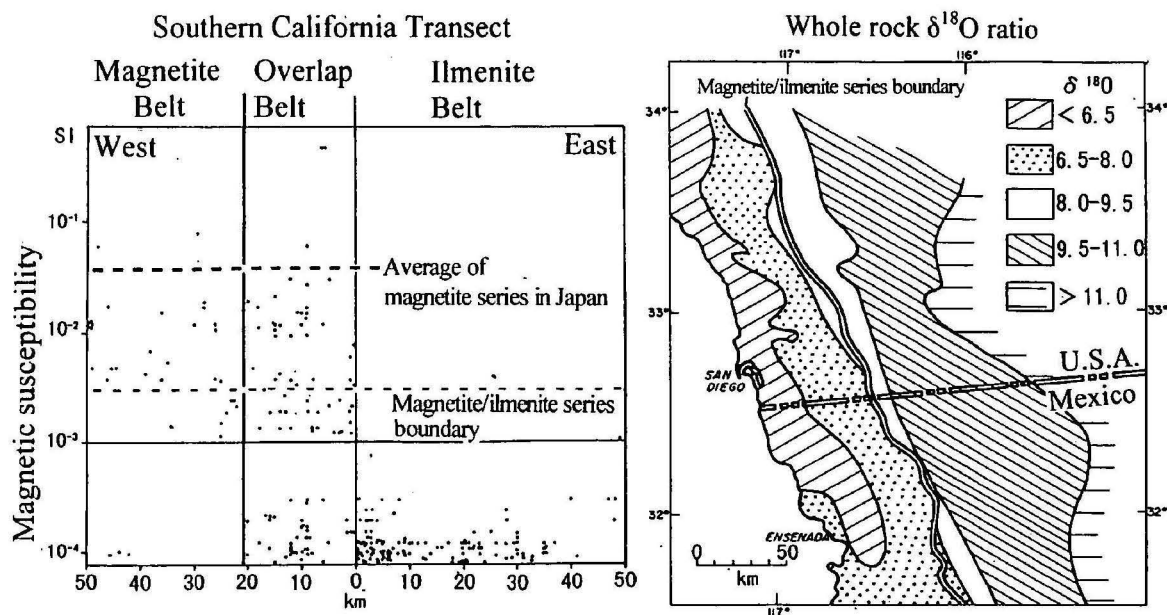 Southern California Transect
Magnetite Belt
Overlap Belt
Ilmenite Belt
SI
West
East
10⁻¹
10⁻²
10⁻³
10⁻⁴
Magnetic susceptibility
Average of
magnetite series in Japan
Magnetite/ilmenite series
boundary
50 40 30 20 10 0 10 20 30 40 50
km
Whole rock δ¹⁸O ratio
117° 116°
Magnetite/ilmenite series boundary
34° 34°
δ ¹⁸O
< 6.5
6.5-8.0
8.0-9.5
9.5-11.0
> 11.0
33° 33°
SAN
DIEGO
U.S.A.
Mexico
32° 32°
ENSENADA
0 50
km
117°